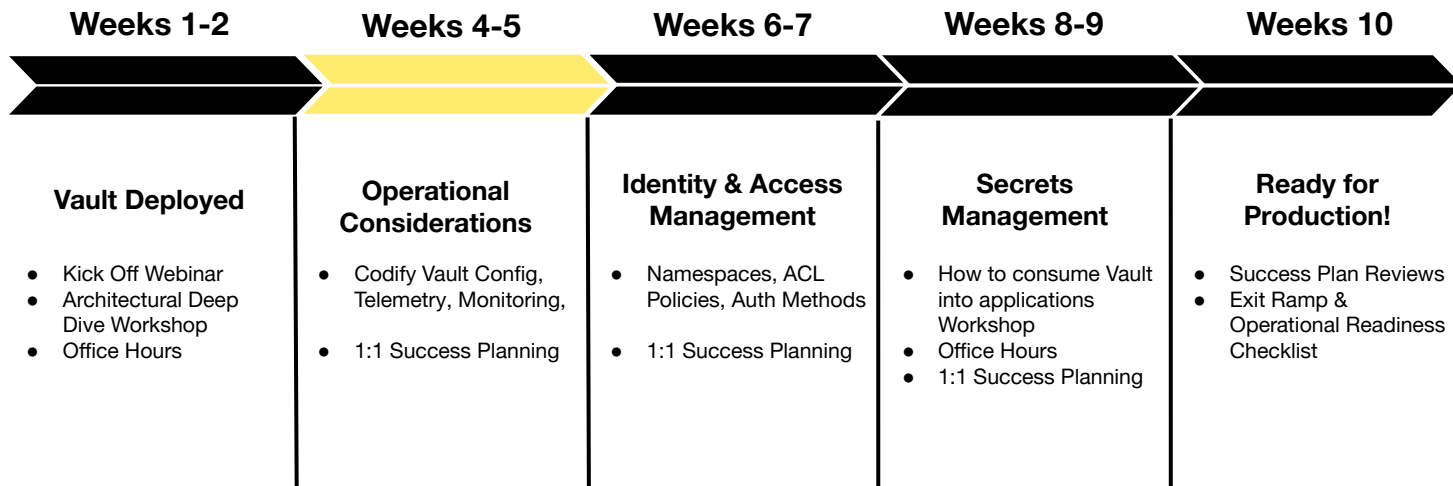 Weeks 1-2
Weeks 4-5
Weeks 6-7
Weeks 8-9
Weeks 10
Vault Deployed
● Kick Off Webinar
● Architectural Deep
Dive Workshop
● Office Hours
Operational
Considerations
● Codify Vault Config,
Telemetry, Monitoring,
● 1:1 Success Planning
Identity & Access
Management
● Namespaces, ACL
Policies, Auth Methods
● 1:1 Success Planning
Secrets
Management
● How to consume Vault
into applications
Workshop
● Office Hours
● 1:1 Success Planning
Ready for
Production!
● Success Plan Reviews
● Exit Ramp &
Operational Readiness
Checklist